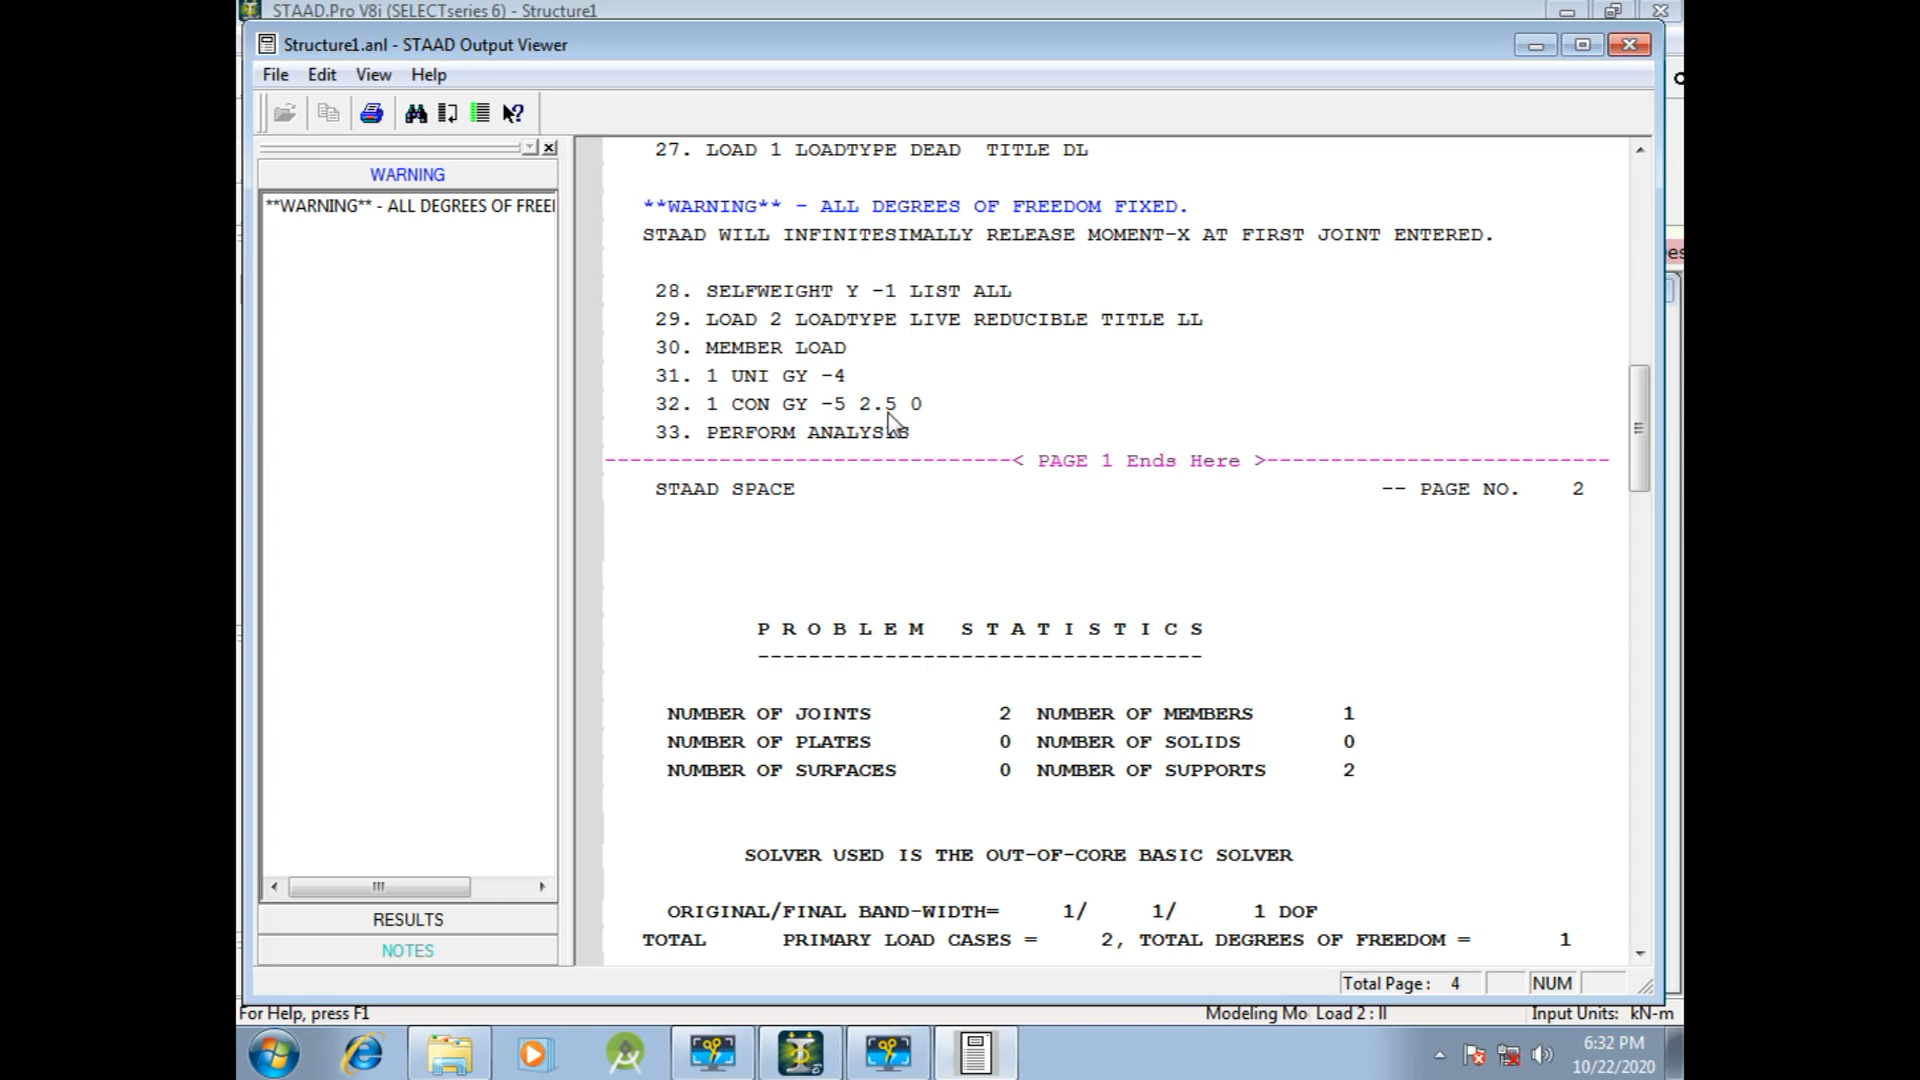 STAAD.Pro V8i (SELECTseries 6) - Structure1
Structure1.anl - STAAD Output Viewer
File Edit View Help
WARNING
**WARNING** - ALL DEGREES OF
27. LOAD 1 LOADTYPE DEAD TITLE DL
**WARNING** - ALL DEGREES OF FREEDOM FIXED.
STAAD WILL INFINITESIMALLY RELEASE MOMENT-X AT FIRST JOINT ENTERED.
28. SELFWEIGHT Y -1 LIST ALL
29. LOAD 2 LOADTYPE LIVE REDUCIBLE TITLE LL
30. MEMBER LOAD
31. 1 UNI GY -4
32. 1 CON GY -5 2.5 0
33. PERFORM ANALYSIS
< PAGE 1 Ends Here >
STAAD SPACE -- PAGE NO. 2
P R O B L E M S T A T I S T I C S
NUMBER OF JOINTS 2 NUMBER OF MEMBERS 1
NUMBER OF PLATES 0 NUMBER OF SOLIDS 0
NUMBER OF SURFACES 0 NUMBER OF SUPPORTS 2
SOLVER USED IS THE OUT-OF-CORE BASIC SOLVER
ORIGINAL/FINAL BAND-WIDTH= 1/ 1/ 1 DOF
TOTAL PRIMARY LOAD CASES = 2, TOTAL DEGREES OF FREEDOM = 1
RESULTS
NOTES
Total Page: 4 NUM
For Help, press F1 Modeling Mo Load 2 : ll Input Units: kN-m
6:32 PM
10/22/2020